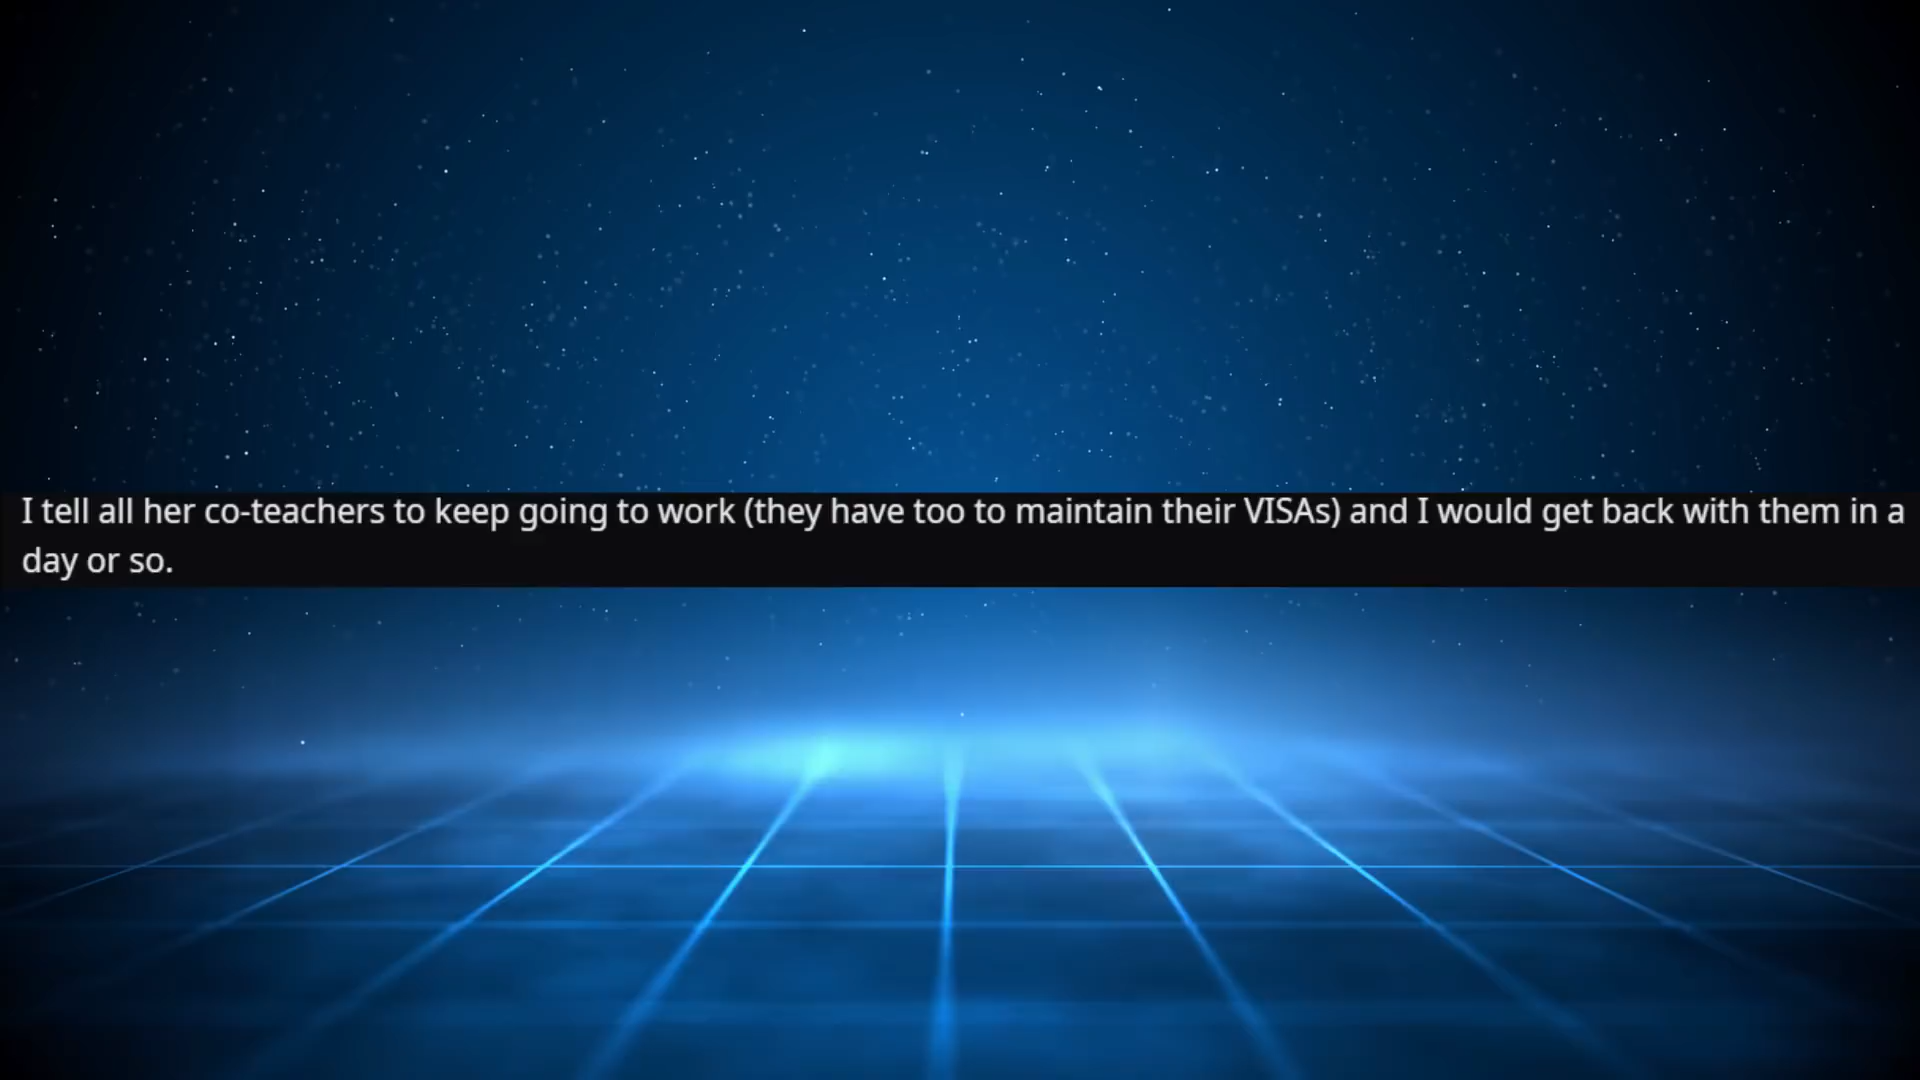 I tell all her co-teachers to keep going to work (they have too to maintain their VISAs) and I would get back with them in a
day or so.